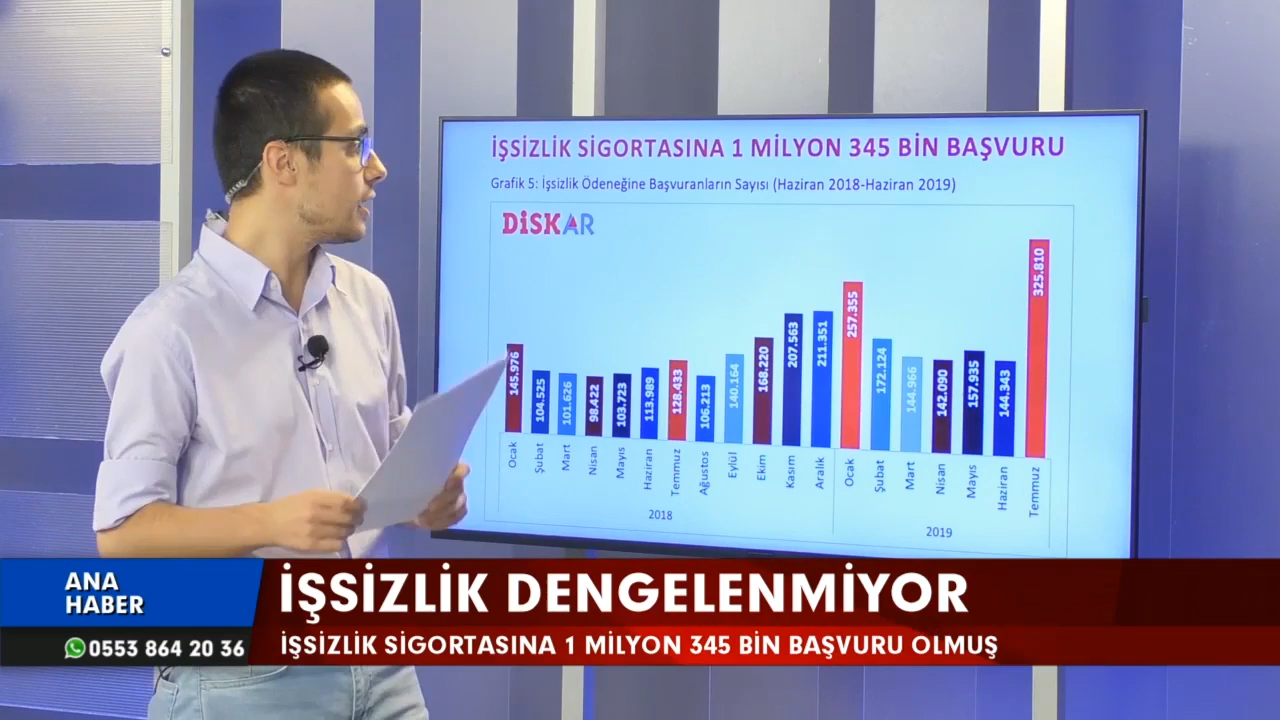 İŞSİZLİK SİGORTASINA 1 MİLYON 345 BİN BAŞVURU
Grafik 5: İşsizlik Ödeneğine Başvuranların Sayısı (Haziran 2018-Haziran 2019)
DİSKAR
145.976
104.525
101.626
98.422
103.723
113.989
128.433
106.213
140.164
168.220
207.563
211.351
257.355
172.124
144.966
142.090
157.935
144.343
325.810
Ocak
Şubat
Mart
Nisan
Mayıs
Haziran
Temmuz
Ağustos
Eylül
Ekim
Kasım
Aralık
Ocak
Şubat
Mart
Nisan
Mayıs
Haziran
Temmuz
2018
2019
ANA
HABER
İŞSİZLİK DENGELENMİYOR
0553 864 20 36
İŞSİZLİK SİGORTASINA 1 MİLYON 345 BİN BAŞVURU OLMUŞ